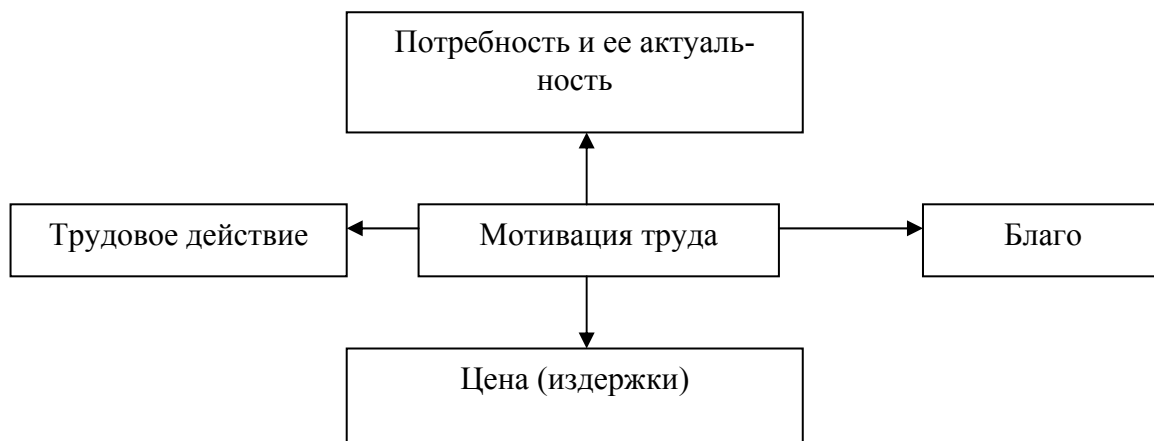 Потребность и ее актуаль-
ность
Трудовое действие
Мотивация труда
Благо
Цена (издержки)